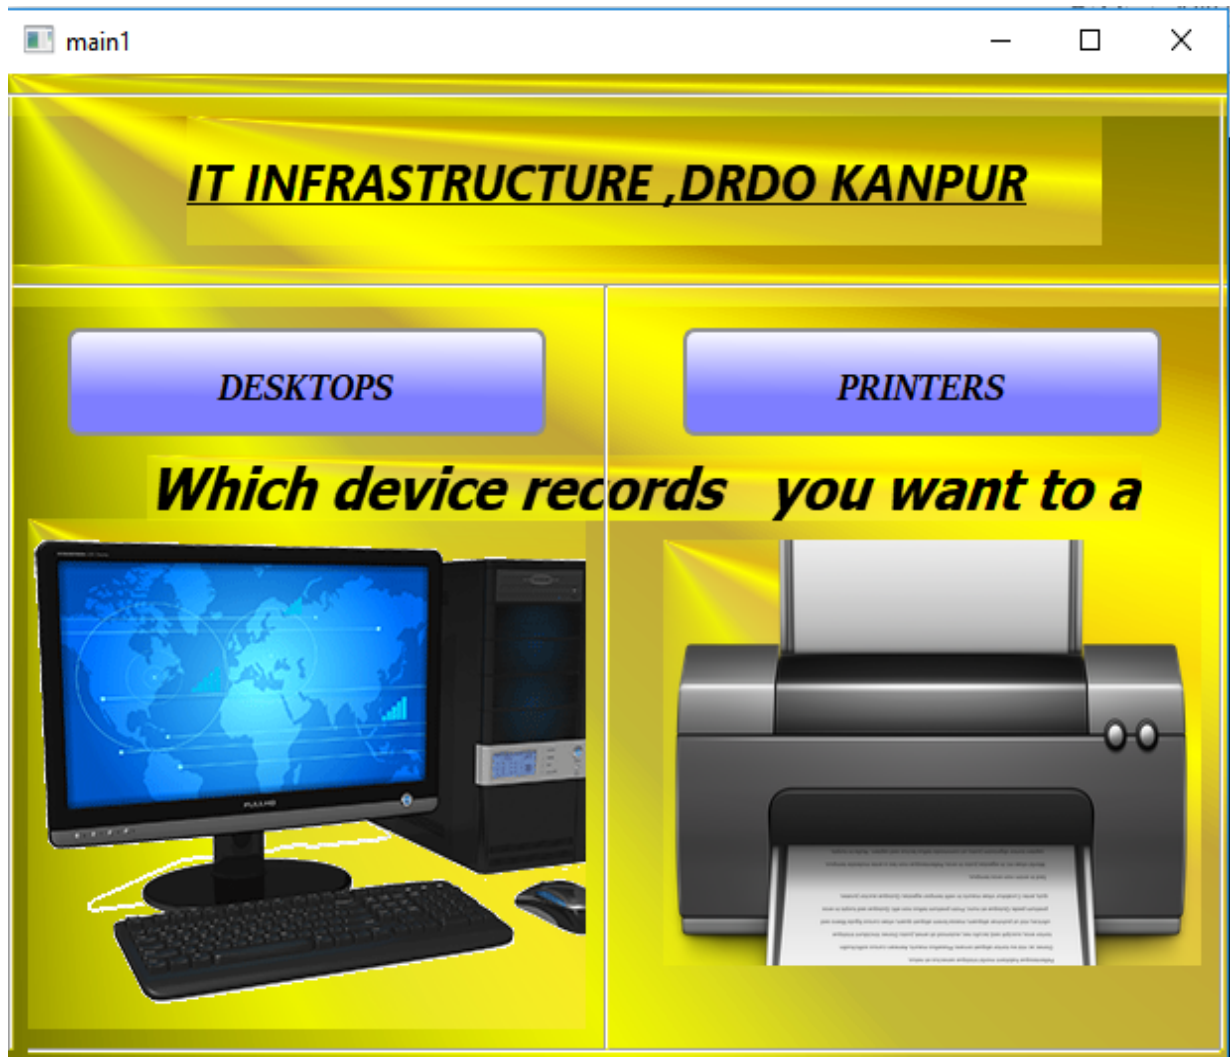 main1
IT INFRASTRUCTURE ,DRDO KANPUR
DESKTOPS
PRINTERS
Which device records you want to a